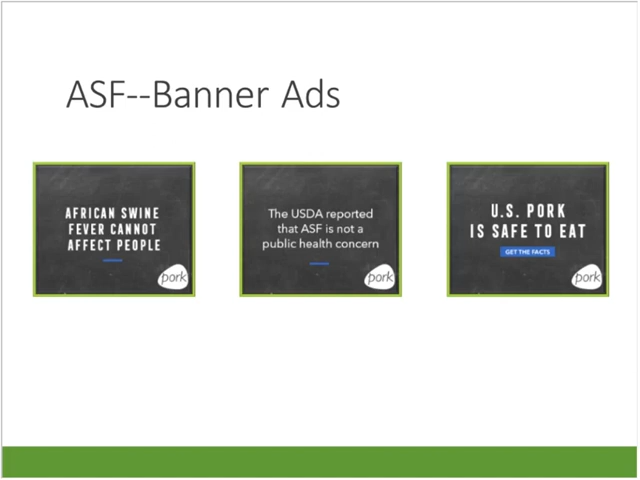 ASF--Banner Ads
AFRICAN SWINE
FEVER CANNOT
AFFECT PEOPLE
pork
The USDA reported
that ASF is not a
public health concern
pork
U.S. PORK
IS SAFE TO EAT
GET THE FACTS
pork